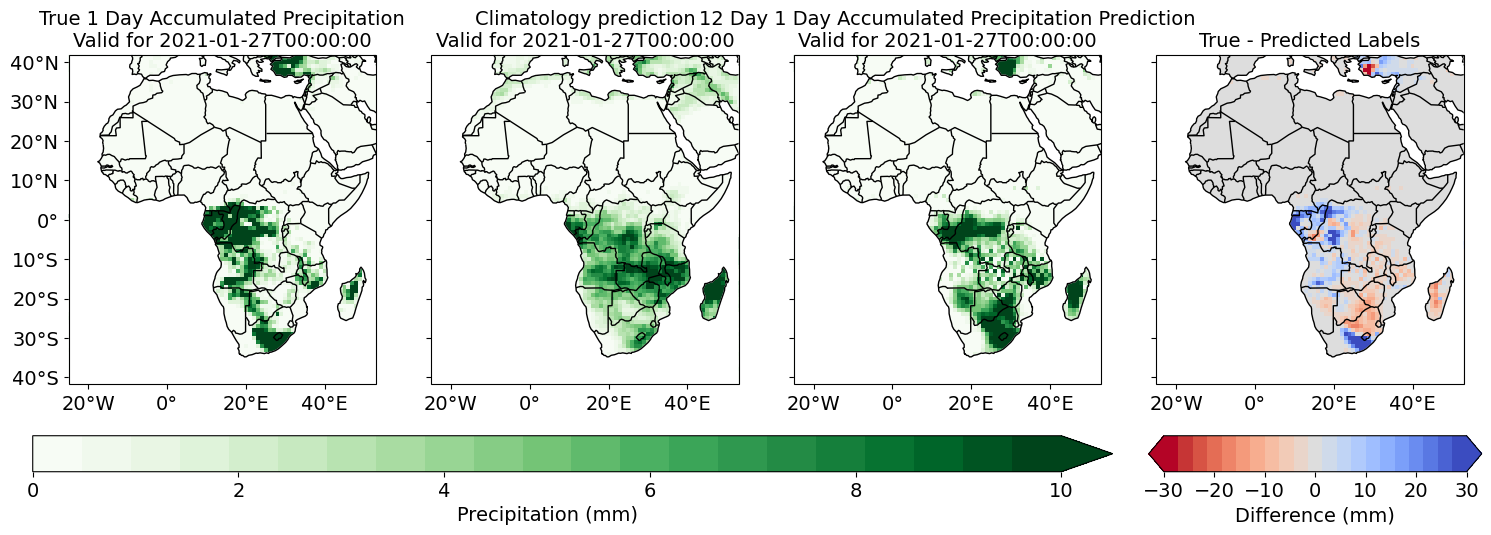 True 1 Day Accumulated Precipitation
Valid for 2021-01-27T00:00:00
Climatology prediction
Valid for 2021-01-27T00:00:00
12 Day 1 Day Accumulated Precipitation Prediction
Valid for 2021-01-27T00:00:00
True - Predicted Labels
40°N
30°N
20°N
10°N
0°
10°S
20°S
30°S
40°S
20°W 0° 20°E 40°E
20°W 0° 20°E 40°E
20°W 0° 20°E 40°E
20°W 0° 20°E 40°E
0 2 4 6 8 10
Precipitation (mm)
−30 −20 −10 0 10 20 30
Difference (mm)